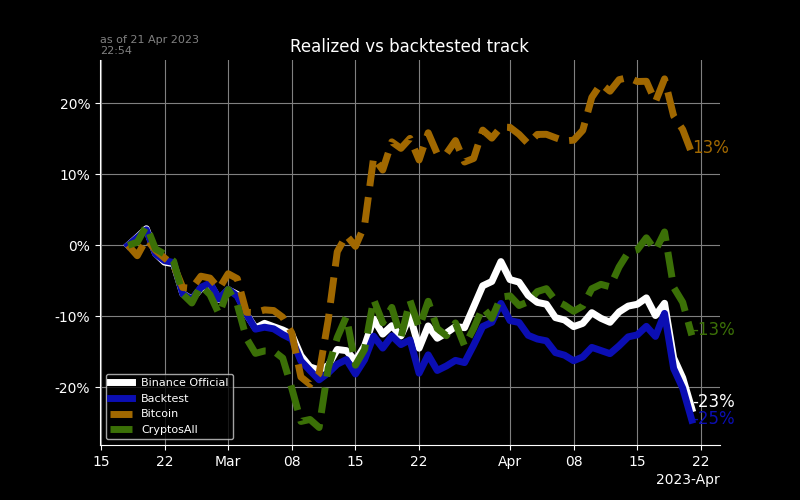 as of 21 Apr 2023
22:54
Realized vs backtested track
20%
10%
0%
-10%
-20%
13%
-13%
-23%
-25%
Binance Official
Backtest
Bitcoin
CryptosAll
15 22 Mar 08 15 22 Apr 08 15 22
2023-Apr